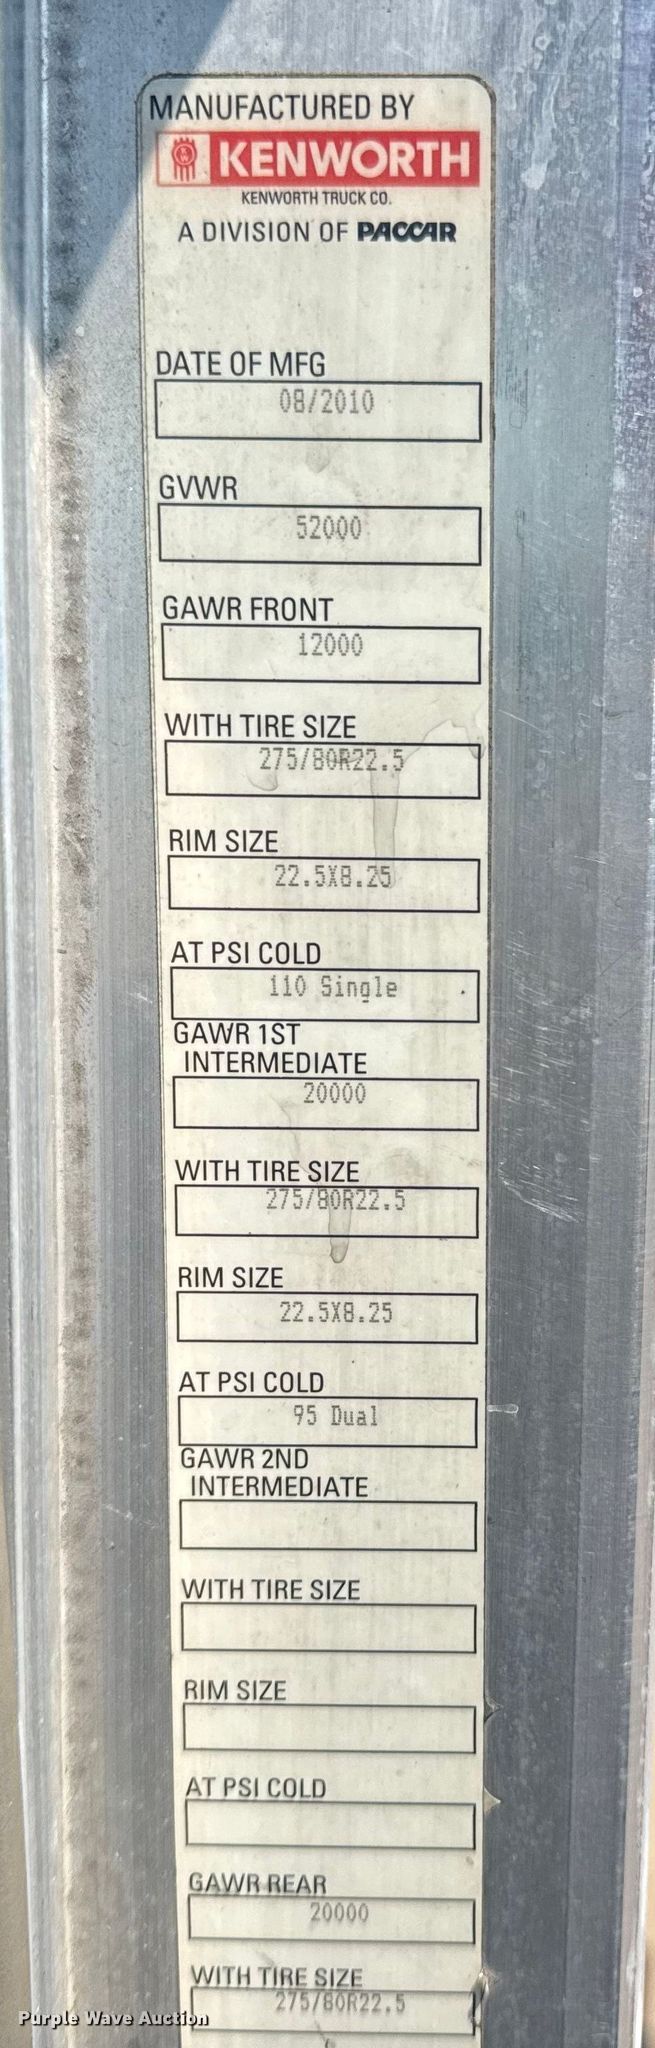 MANUFACTURED BY
KW KENWORTH
KENWORTH TRUCK CO.
A DIVISION OF PACCAR
DATE OF MFG
08/2010
GVWR
52000
GAWR FRONT
12000
WITH TIRE SIZE
275/80R22.5
RIM SIZE
22.5X8.25
AT PSI COLD
110 Single
GAWR 1ST
INTERMEDIATE
20000
WITH TIRE SIZE
275/80R22.5
RIM SIZE
22.5X8.25
AT PSI COLD
95 Dual
GAWR 2ND
INTERMEDIATE
WITH TIRE SIZE
RIM SIZE
AT PSI COLD
GAWR REAR
20000
WITH TIRE SIZE
275/80R22.5
Purple Wave Auction